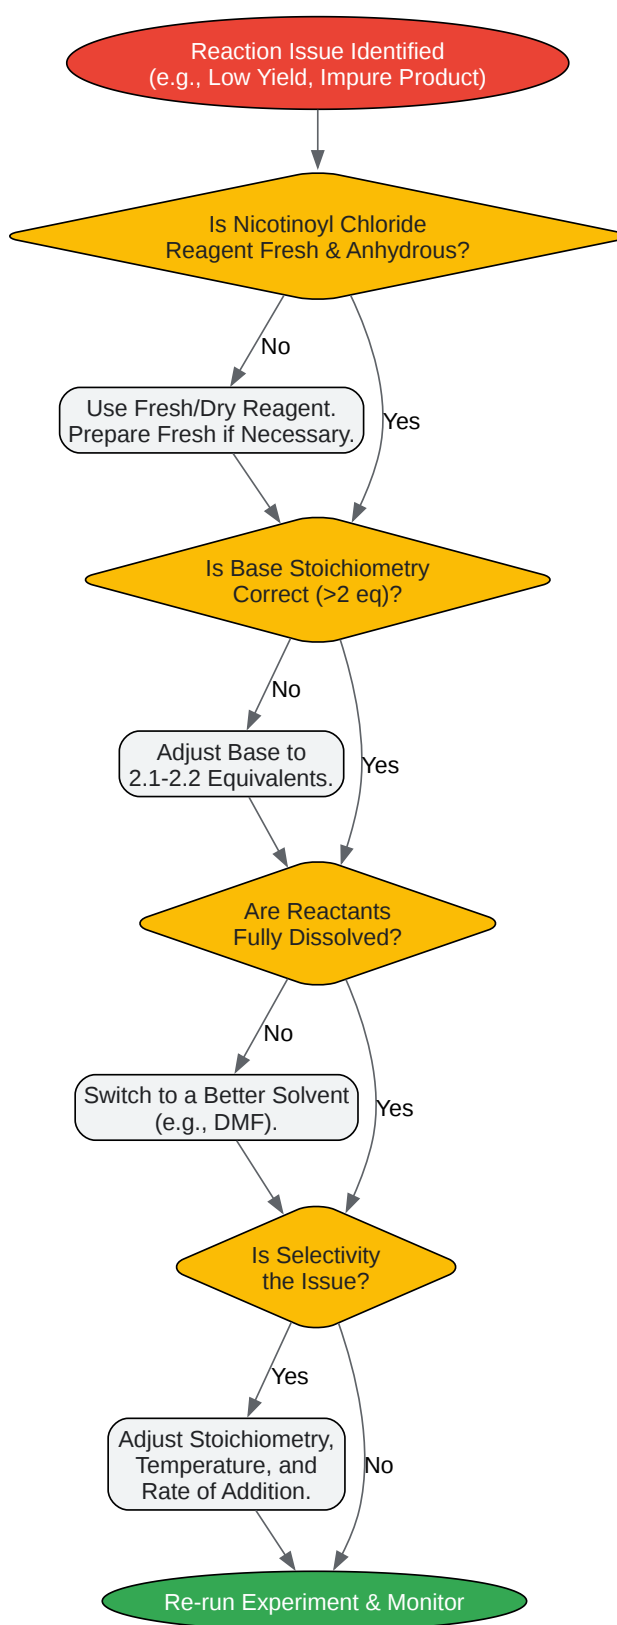 Reaction Issue Identified
(e.g., Low Yield, Impure Product)
Is Nicotinoyl Chloride
Reagent Fresh & Anhydrous?
No
Use Fresh/Dry Reagent.
Prepare Fresh if Necessary.
Yes
Is Base Stoichiometry
Correct (>2 eq)?
No
Adjust Base to
2.1-2.2 Equivalents.
Yes
Are Reactants
Fully Dissolved?
No
Switch to a Better Solvent
(e.g., DMF).
Yes
Is Selectivity
the Issue?
Yes
Adjust Stoichiometry,
Temperature, and
Rate of Addition.
No
Re-run Experiment & Monitor